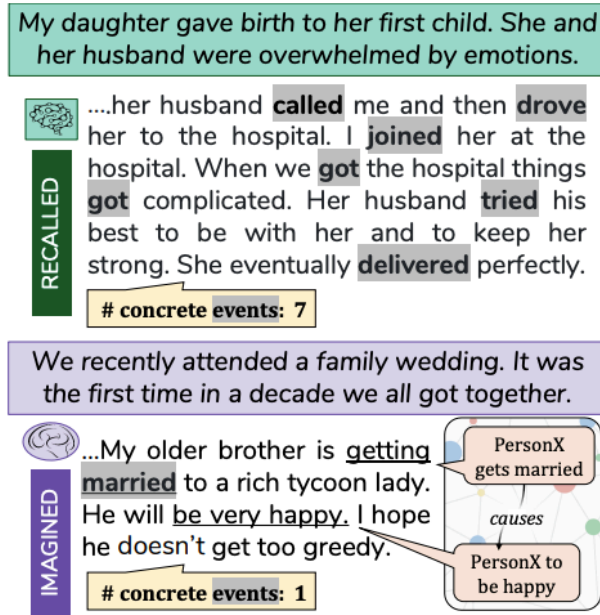 My daughter gave birth to her first child. She and
her husband were overwhelmed by emotions.
RECALLED
....her husband called me and then drove
her to the hospital. I joined her at the
hospital. When we got the hospital things
got complicated. Her husband tried his
best to be with her and to keep her
strong. She eventually delivered perfectly.
# concrete events: 7
We recently attended a family wedding. It was
the first time in a decade we all got together.
IMAGINED
...My older brother is getting
married to a rich tycoon lady.
He will be very happy. I hope
he doesn't get too greedy.
# concrete events: 1
PersonX
gets married
causes
PersonX to
be happy